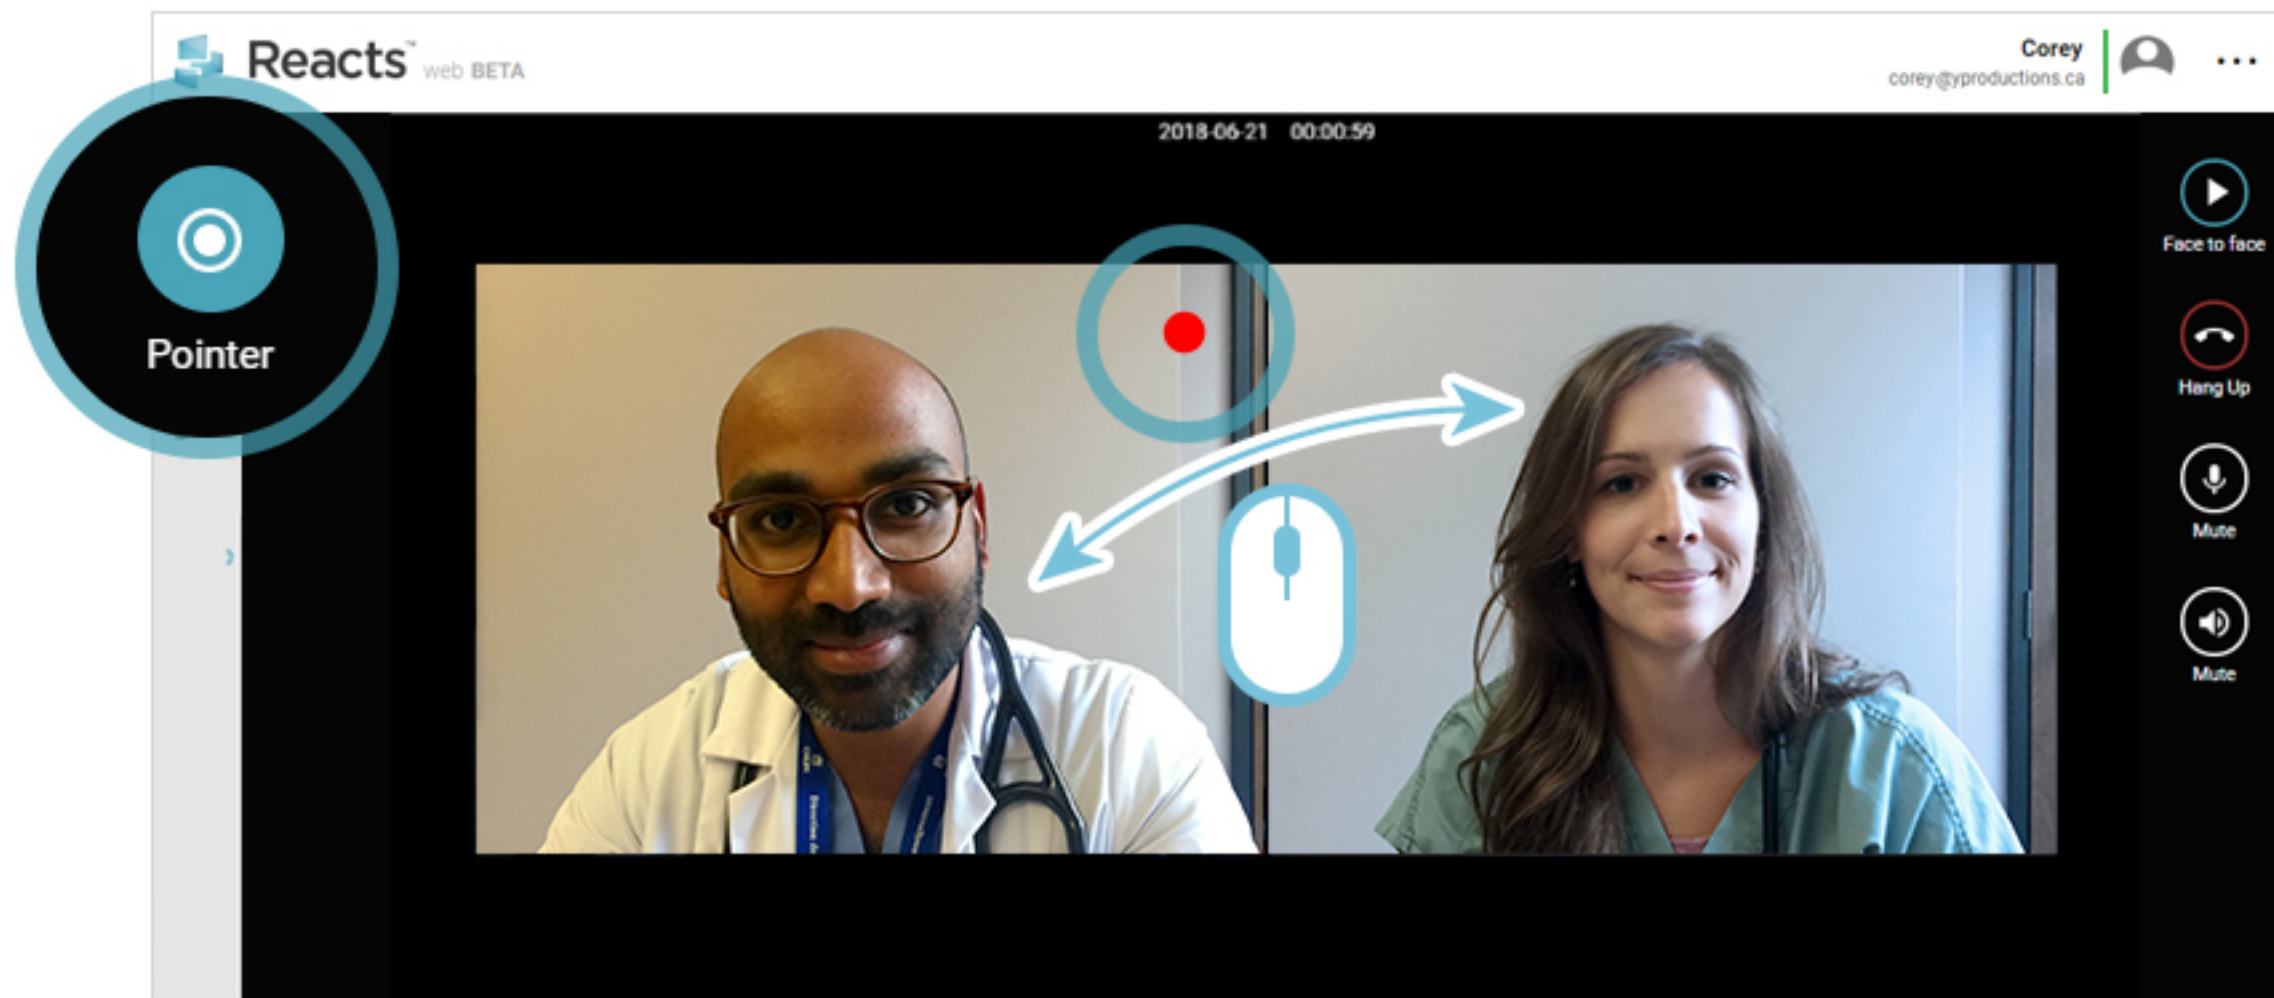 Reacts™ web BETA
Corey
corey@yproductions.ca
2018-06-21 00:00:59
Pointer
Face to face
Hang Up
Mute
Mute